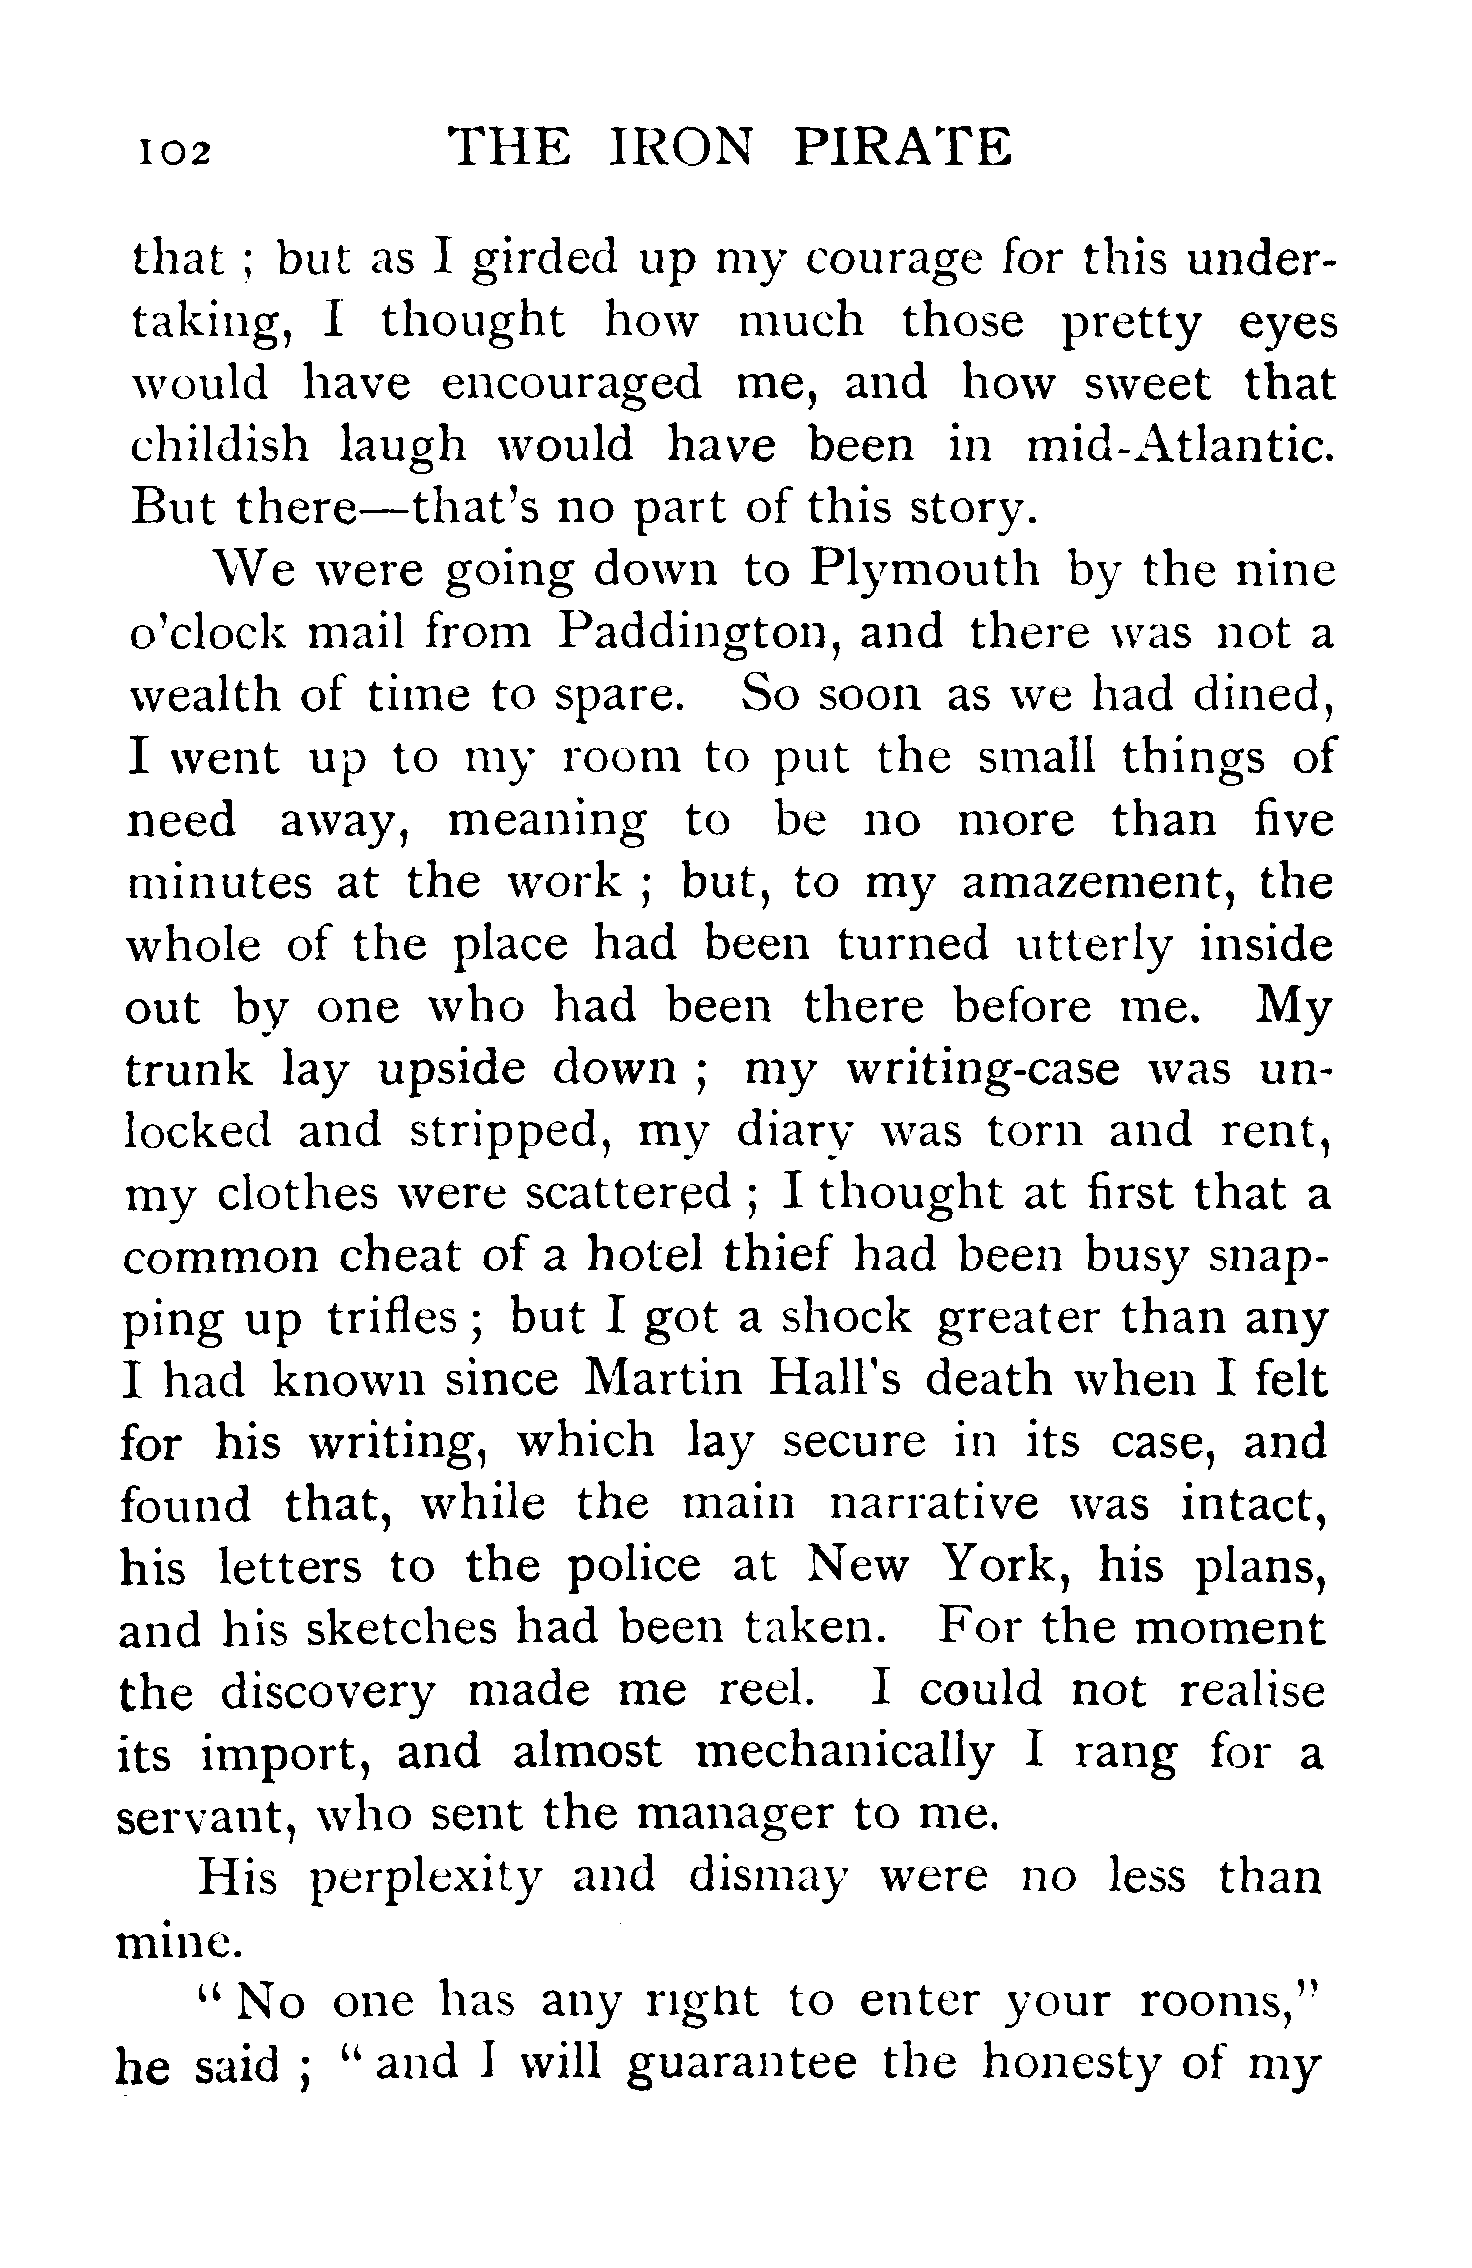 102 THE IRON PIRATE
that ; but as I girded up my courage for this under-
taking, I thought how much those pretty eyes
would have encouraged me, and how sweet that
childish laugh would have been in mid-Atlantic.
But there—that's no part of this story.
We were going down to Plymouth by the nine
o'clock mail from Paddington, and there was not a
wealth of time to spare. So soon as we had dined,
I went up to my room to put the small things of
need away, meaning to be no more than five
minutes at the work ; but, to my amazement, the
whole of the place had been turned utterly inside
out by one who had been there before me. My
trunk lay upside down ; my writing-case was un-
locked and stripped, my diary was torn and rent,
my clothes were scattered ; I thought at first that a
common cheat of a hotel thief had been busy snap-
ping up trifles ; but I got a shock greater than any
I had known since Martin Hall's death when I felt
for his writing, which lay secure in its case, and
found that, while the main narrative was intact,
his letters to the police at New York, his plans,
and his sketches had been taken. For the moment
the discovery made me reel. I could not realise
its import, and almost mechanically I rang for a
servant, who sent the manager to me.
His perplexity and dismay were no less than
mine.
“ No one has any right to enter your rooms,”
he said ; “ and I will guarantee the honesty of my